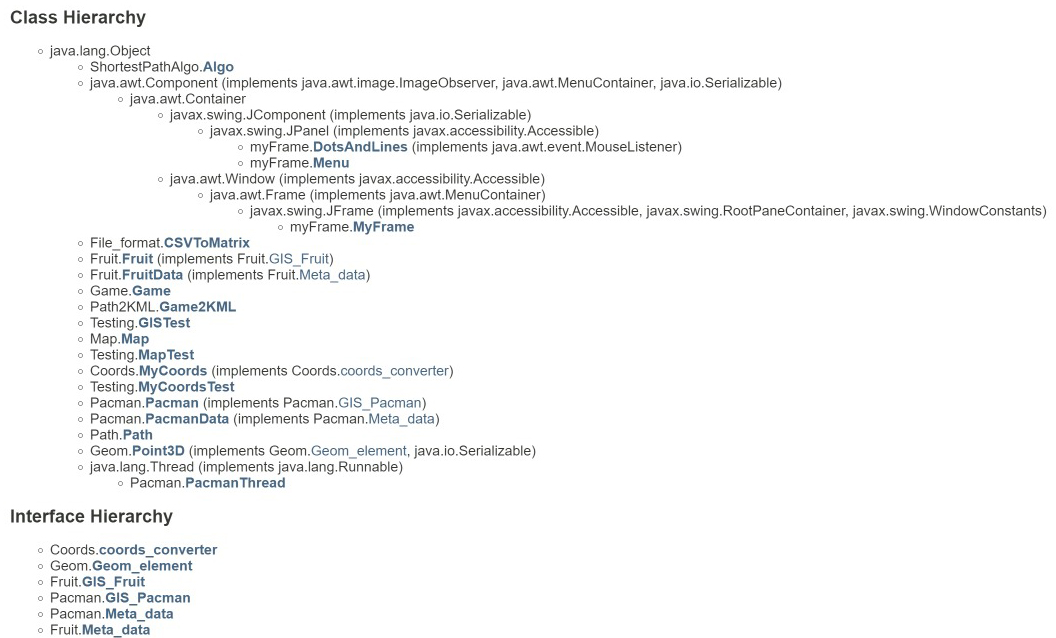 Class Hierarchy
java.lang.Object
ShortestPathAlgo.Algo
java.awt.Component (implements java.awt.image.ImageObserver, java.awt.MenuContainer, java.io.Serializable)
java.awt.Container
javax.swing.JComponent (implements java.io.Serializable)
javax.swing.JPanel (implements javax.accessibility.Accessible)
myFrame.DotsAndLines (implements java.awt.event.MouseListener)
myFrame.Menu
java.awt.Window (implements javax.accessibility.Accessible)
java.awt.Frame (implements java.awt.MenuContainer)
javax.swing.JFrame (implements javax.accessibility.Accessible, javax.swing.RootPaneContainer, javax.swing.WindowConstants)
myFrame.MyFrame
File_format.CSVToMatrix
Fruit.Fruit (implements Fruit.GIS_Fruit)
Fruit.FruitData (implements Fruit.Meta_data)
Game.Game
Path2KML.Game2KML
Testing.GISTest
Map.Map
Testing.MapTest
Coords.MyCoords (implements Coords.coords_converter)
Testing.MyCoordsTest
Pacman.Pacman (implements Pacman.GIS_Pacman)
Pacman.PacmanData (implements Pacman.Meta_data)
Path.Path
Geom.Point3D (implements Geom.Geom_element, java.io.Serializable)
java.lang.Thread (implements java.lang.Runnable)
Pacman.PacmanThread
Interface Hierarchy
Coords.coords_converter
Geom.Geom_element
Fruit.GIS_Fruit
Pacman.GIS_Pacman
Pacman.Meta_data
Fruit.Meta_data